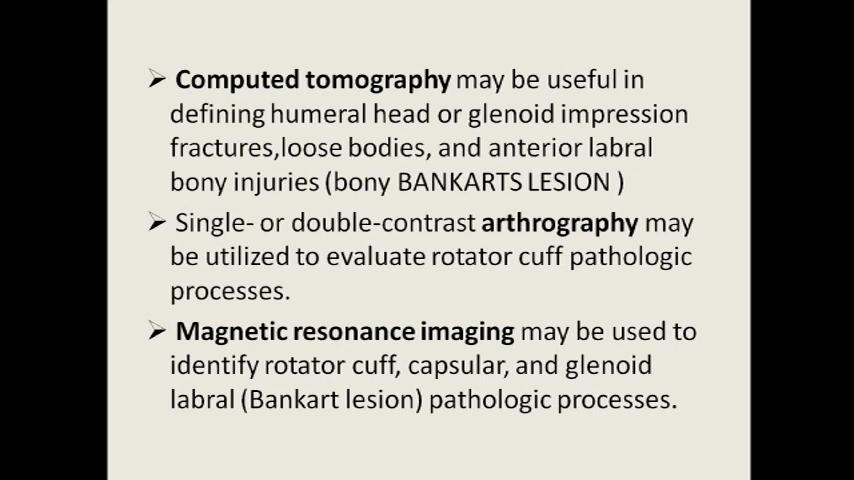 ➢ Computed tomography may be useful in
defining humeral head or glenoid impression
fractures,loose bodies, and anterior labral
bony injuries (bony BANKARTS LESION )
➢ Single- or double-contrast arthrography may
be utilized to evaluate rotator cuff pathologic
processes.
➢ Magnetic resonance imaging may be used to
identify rotator cuff, capsular, and glenoid
labral (Bankart lesion) pathologic processes.